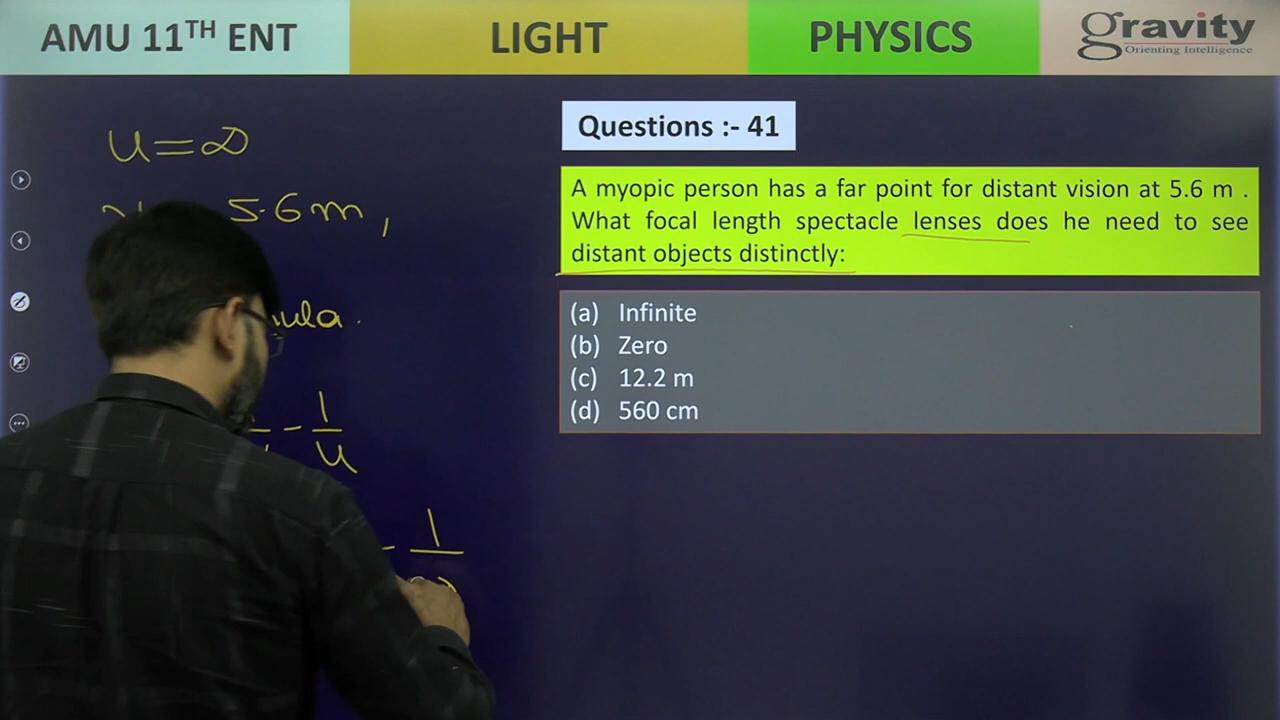 AMU 11TH ENT
LIGHT
PHYSICS
gravity
Orienting Intelligence
Questions :- 41
A myopic person has a far point for distant vision at 5.6 m .
What focal length spectacle lenses does he need to see
distant objects distinctly:
(a) Infinite
(b) Zero
(c) 12.2 m
(d) 560 cm
u=∞
5.6m,
1
- 1/u
- 1